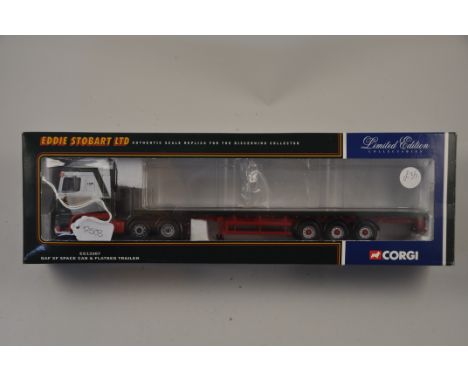 EDDIE STOBART LTD
AUTHENTIC SCALE REPLICA FOR THE DISCERNING COLLECTOR
Limited Edition
COLLECTABLES
DAF XF SPACE CAB & FLATBED TRAILER
CORGI